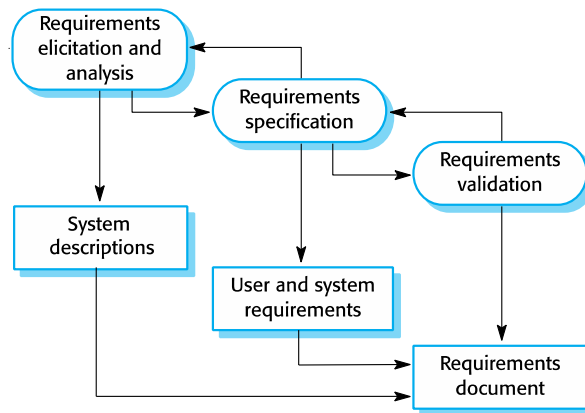 Requirements
elicitation and
analysis
Requirements
specification
Requirements
validation
System
descriptions
User and system
requirements
Requirements
document